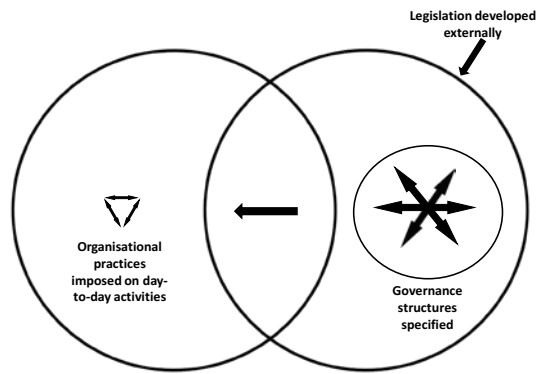 Legislation developed
externally
Organisational
practices
imposed on day-
to-day activities
Governance
structures
specified